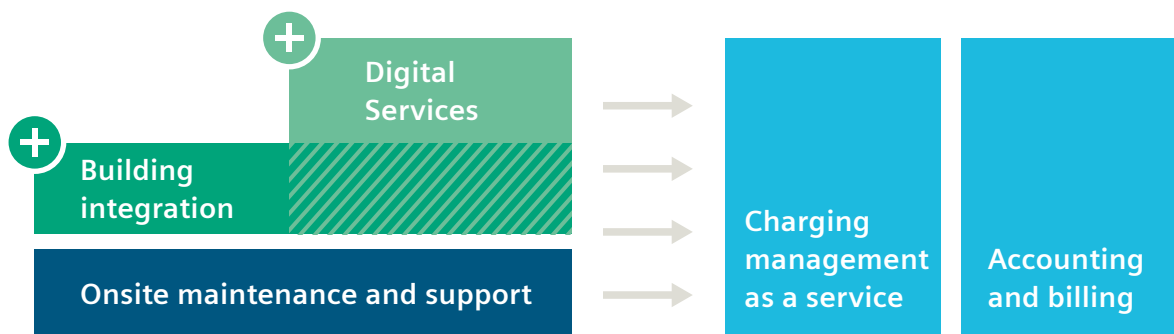 Digital
Services
Building
integration
Onsite maintenance and support
Charging
management
as a service
Accounting
and billing